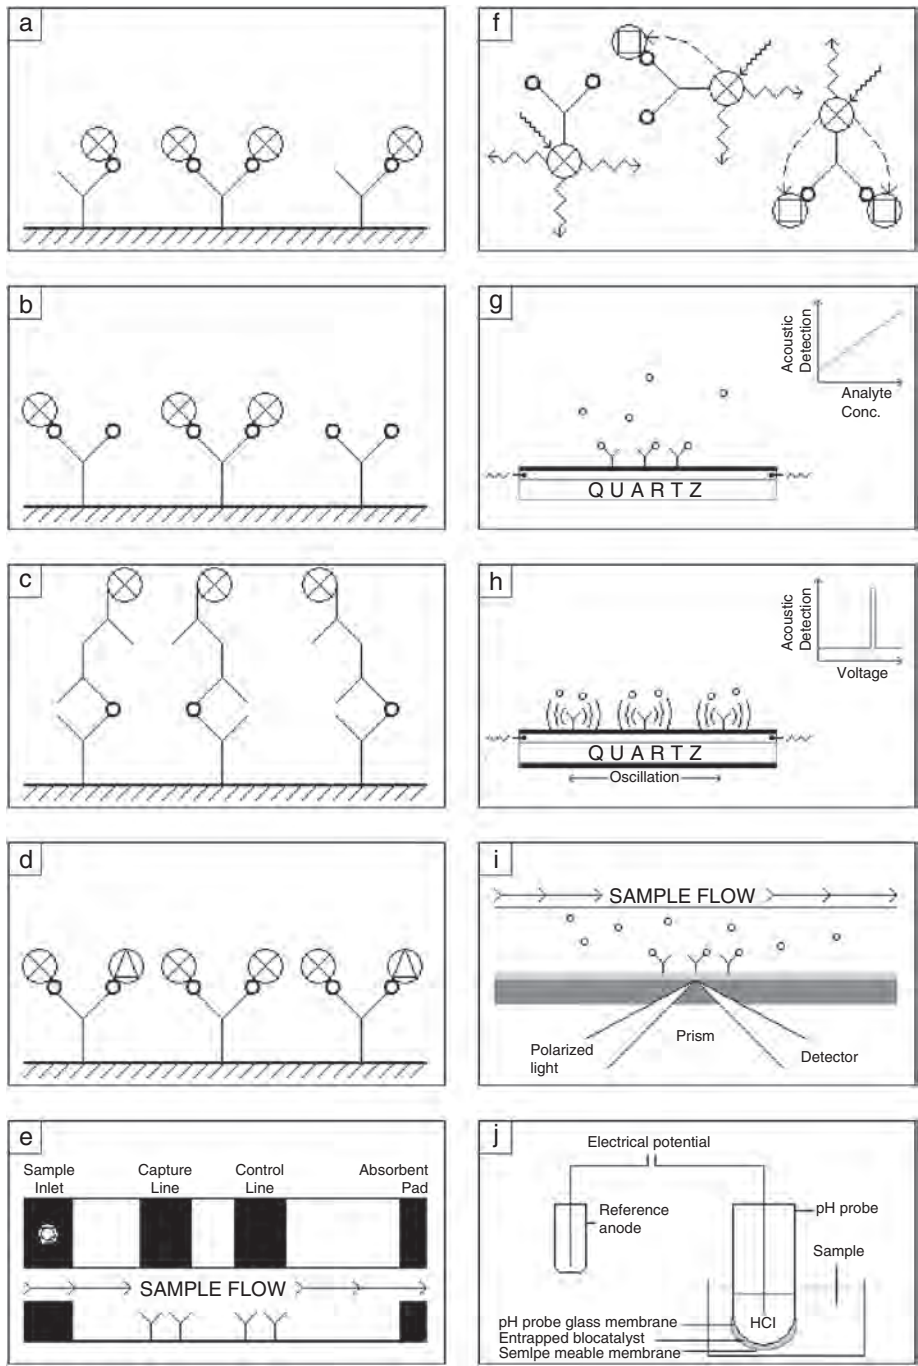 a
b
c
d
e
Sample
Inlet
Capture
Line
Control
Line
Absorbent
Pad
SAMPLE FLOW
f
g
Acoustic
Detection
Analyte
Conc.
QUARTZ
h
Acoustic
Detection
Voltage
QUARTZ
Oscillation
i
SAMPLE FLOW
Polarized
light
Prism
Detector
j
Electrical potential
Reference
anode
pH probe
Sample
HCl
pH probe glass membrane
Entrapped blocatalyst
Semlpe meable membrane